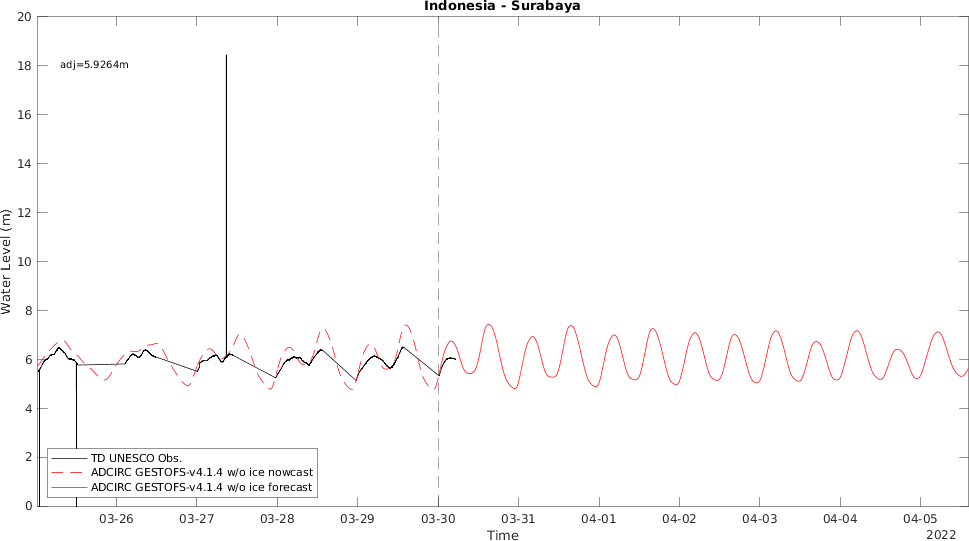 Indonesia - Surabaya
20
18
16
14
12
10
8
6
4
2
0
Water Level (m)
adj=5.9264m
TD UNESCO Obs.
ADCIRC GESTOFS-v4.1.4 w/o ice nowcast
ADCIRC GESTOFS-v4.1.4 w/o ice forecast
03-26 03-27 03-28 03-29 03-30 03-31 04-01 04-02 04-03 04-04 04-05
Time
2022